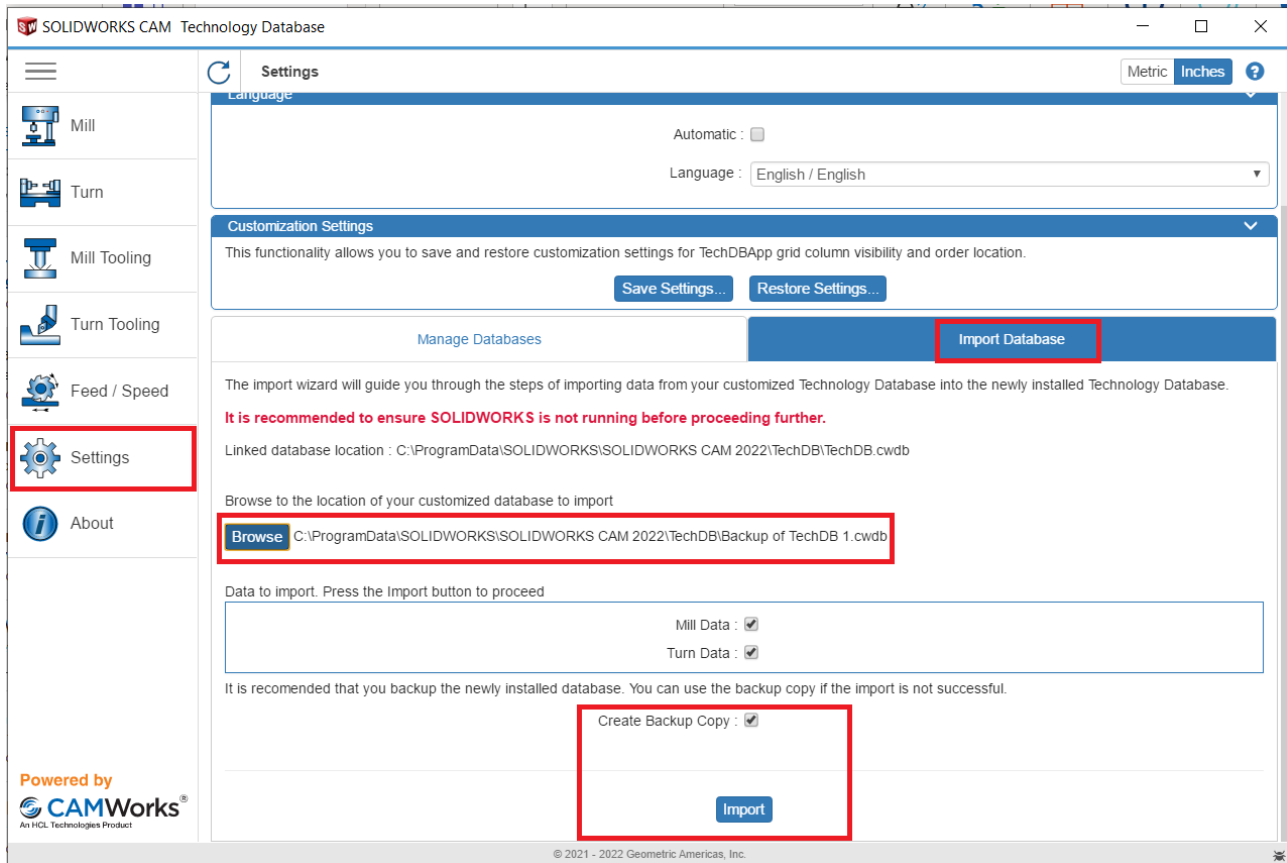 SOLIDWORKS CAM Technology Database
Settings
Metric Inches
Language
Mill
Automatic :
Language : English / English
Turn
Customization Settings
This functionality allows you to save and restore customization settings for TechDBApp grid column visibility and order location.
Mill Tooling
Save Settings... Restore Settings...
Turn Tooling
Manage Databases Import Database
The import wizard will guide you through the steps of importing data from your customized Technology Database into the newly installed Technology Database.
Feed / Speed
It is recommended to ensure SOLIDWORKS is not running before proceeding further.
Linked database location : C:\ProgramData\SOLIDWORKS\SOLIDWORKS CAM 2022\TechDB\TechDB.cwdb
Settings
Browse to the location of your customized database to import
About
Browse C:\ProgramData\SOLIDWORKS\SOLIDWORKS CAM 2022\TechDB\Backup of TechDB 1.cwdb
Data to import. Press the Import button to proceed
Mill Data :
Turn Data :
It is recomended that you backup the newly installed database. You can use the backup copy if the import is not successful.
Create Backup Copy :
Powered by
CAMWorks®
An HCL Technologies Product
Import
© 2021 - 2022 Geometric Americas, Inc.